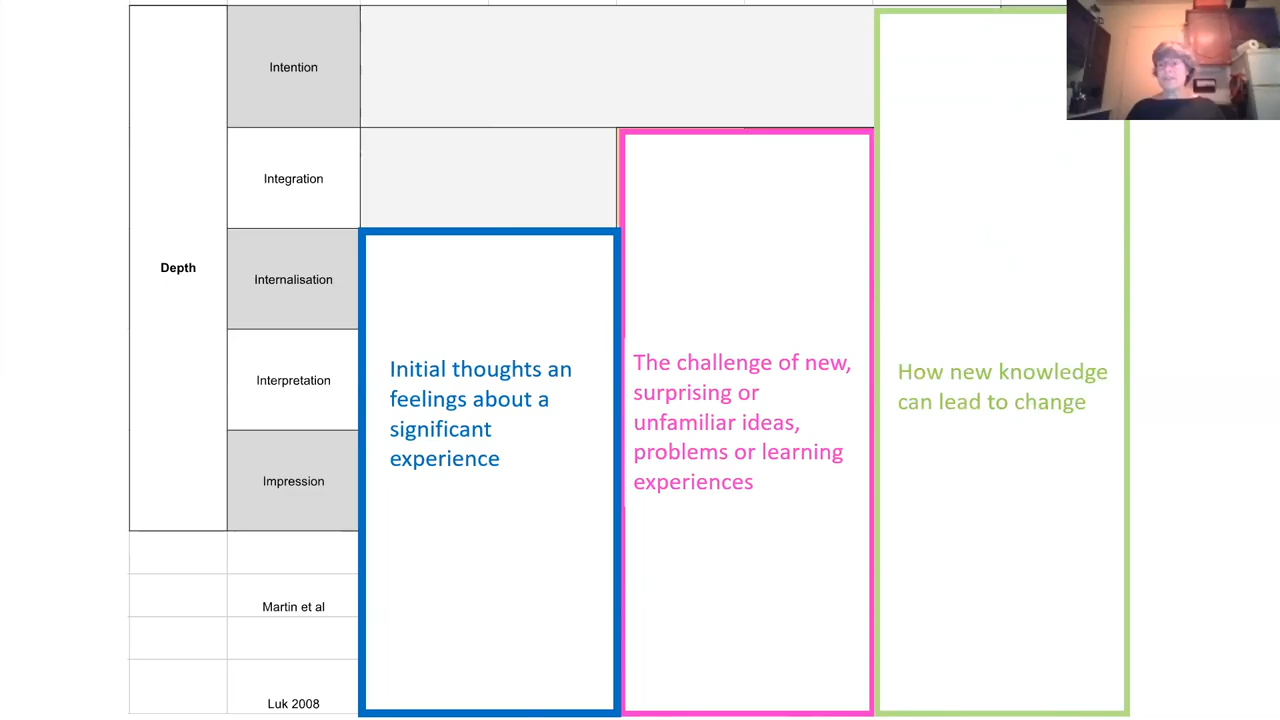 Intention
Integration
Depth
Internalisation
Interpretation
Impression
Martin et al
Luk 2008
Initial thoughts an
feelings about a
significant
experience
The challenge of new,
surprising or
unfamiliar ideas,
problems or learning
experiences
How new knowledge
can lead to change